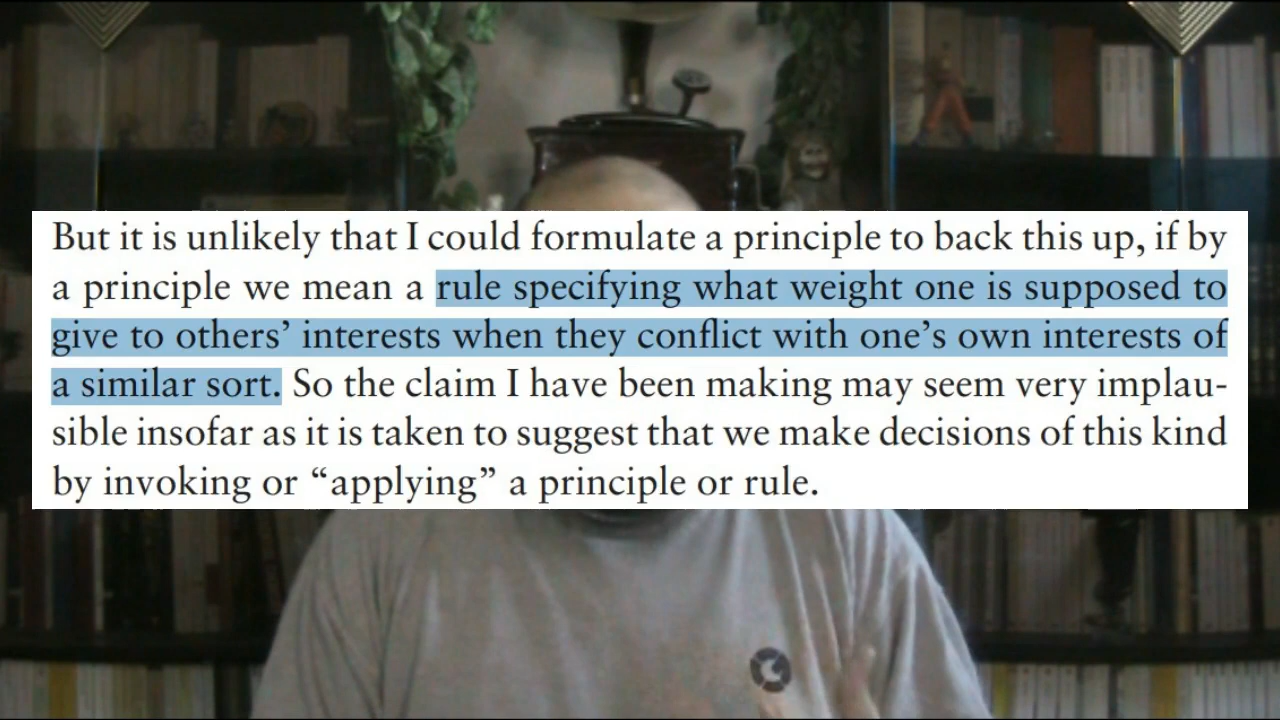 But it is unlikely that I could formulate a principle to back this up, if by
a principle we mean a rule specifying what weight one is supposed to
give to others’ interests when they conflict with one’s own interests of
a similar sort. So the claim I have been making may seem very implau-
sible insofar as it is taken to suggest that we make decisions of this kind
by invoking or “applying” a principle or rule.